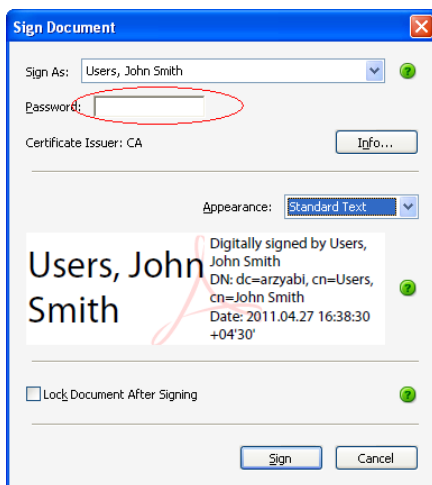 Sign Document
Sign As: Users, John Smith
Password:
Certificate Issuer: CA
Info...
Appearance: Standard Text
Users, John
Smith
Digitally signed by Users,
John Smith
DN: dc=arzyabi, cn=Users,
cn=John Smith
Date: 2011.04.27 16:38:30
+04'30'
Lock Document After Signing
Sign Cancel